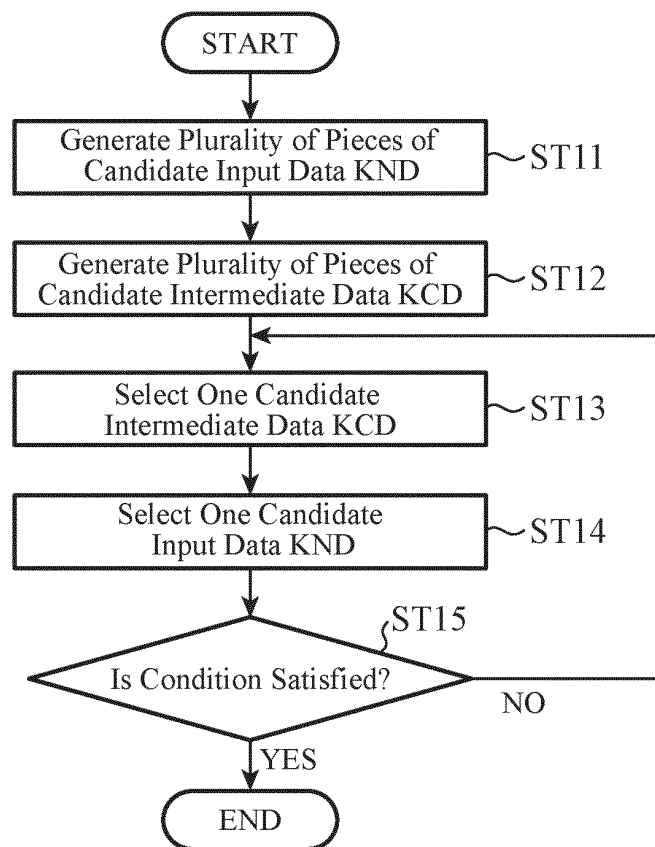 START
Generate Plurality of Pieces of
Candidate Input Data KND
ST11
Generate Plurality of Pieces of
Candidate Intermediate Data KCD
ST12
Select One Candidate
Intermediate Data KCD
ST13
Select One Candidate
Input Data KND
ST14
ST15
Is Condition Satisfied?
NO
YES
END